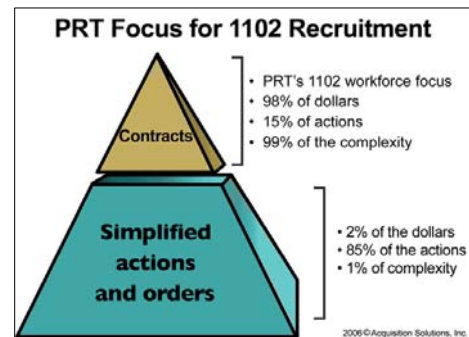 PRT Focus for 1102 Recruitment
Contracts
• PRT's 1102 workforce focus
• 98% of dollars
• 15% of actions
• 99% of the complexity
Simplified
actions
and orders
• 2% of the dollars
• 85% of the actions
• 1% of complexity
2006 © Acquisition Solutions, Inc.